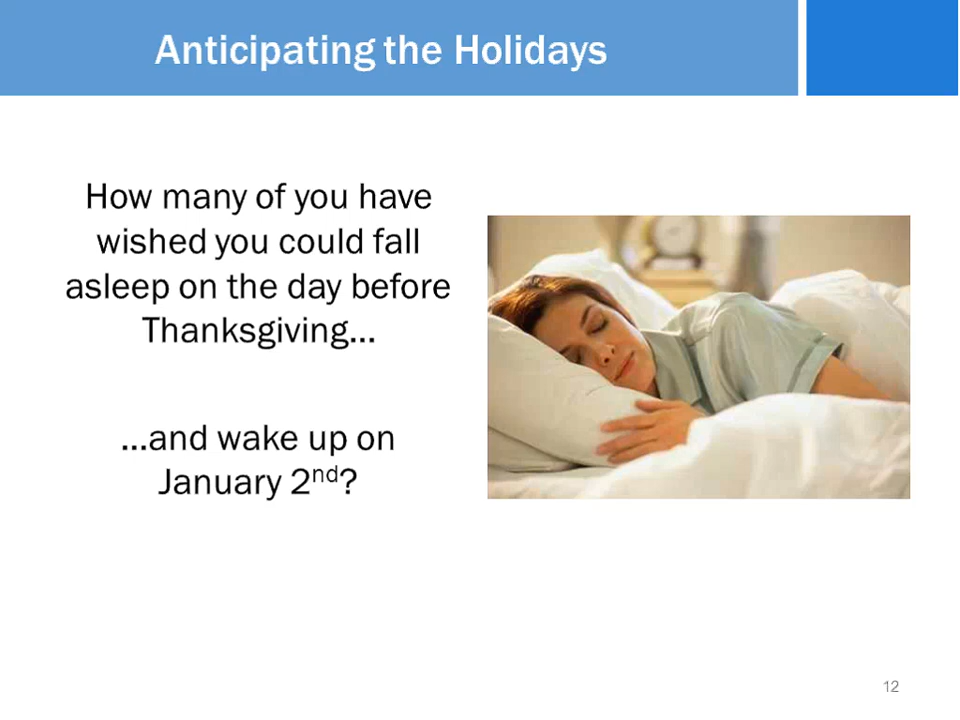 Anticipating the Holidays
How many of you have
wished you could fall
asleep on the day before
Thanksgiving...
...and wake up on
January 2nd?
12